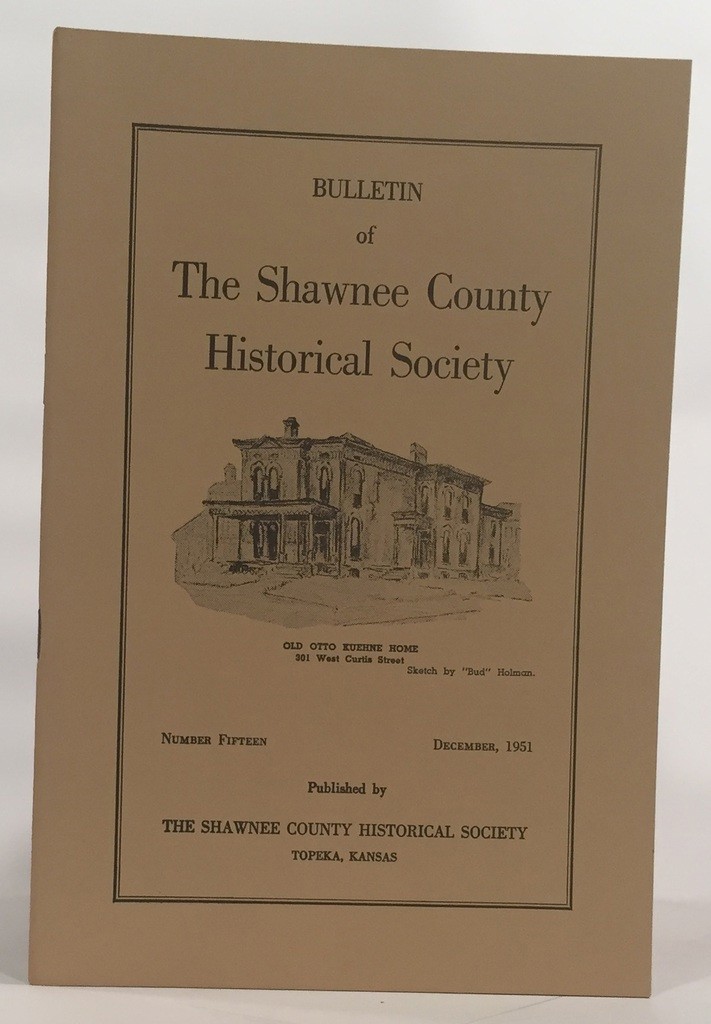 BULLETIN
of
The Shawnee County
Historical Society
OLD OTTO KUEHNE HOME
301 West Curtis Street
Sketch by "Bud" Holman.
NUMBER FIFTEEN DECEMBER, 1951
Published by
THE SHAWNEE COUNTY HISTORICAL SOCIETY
TOPEKA, KANSAS